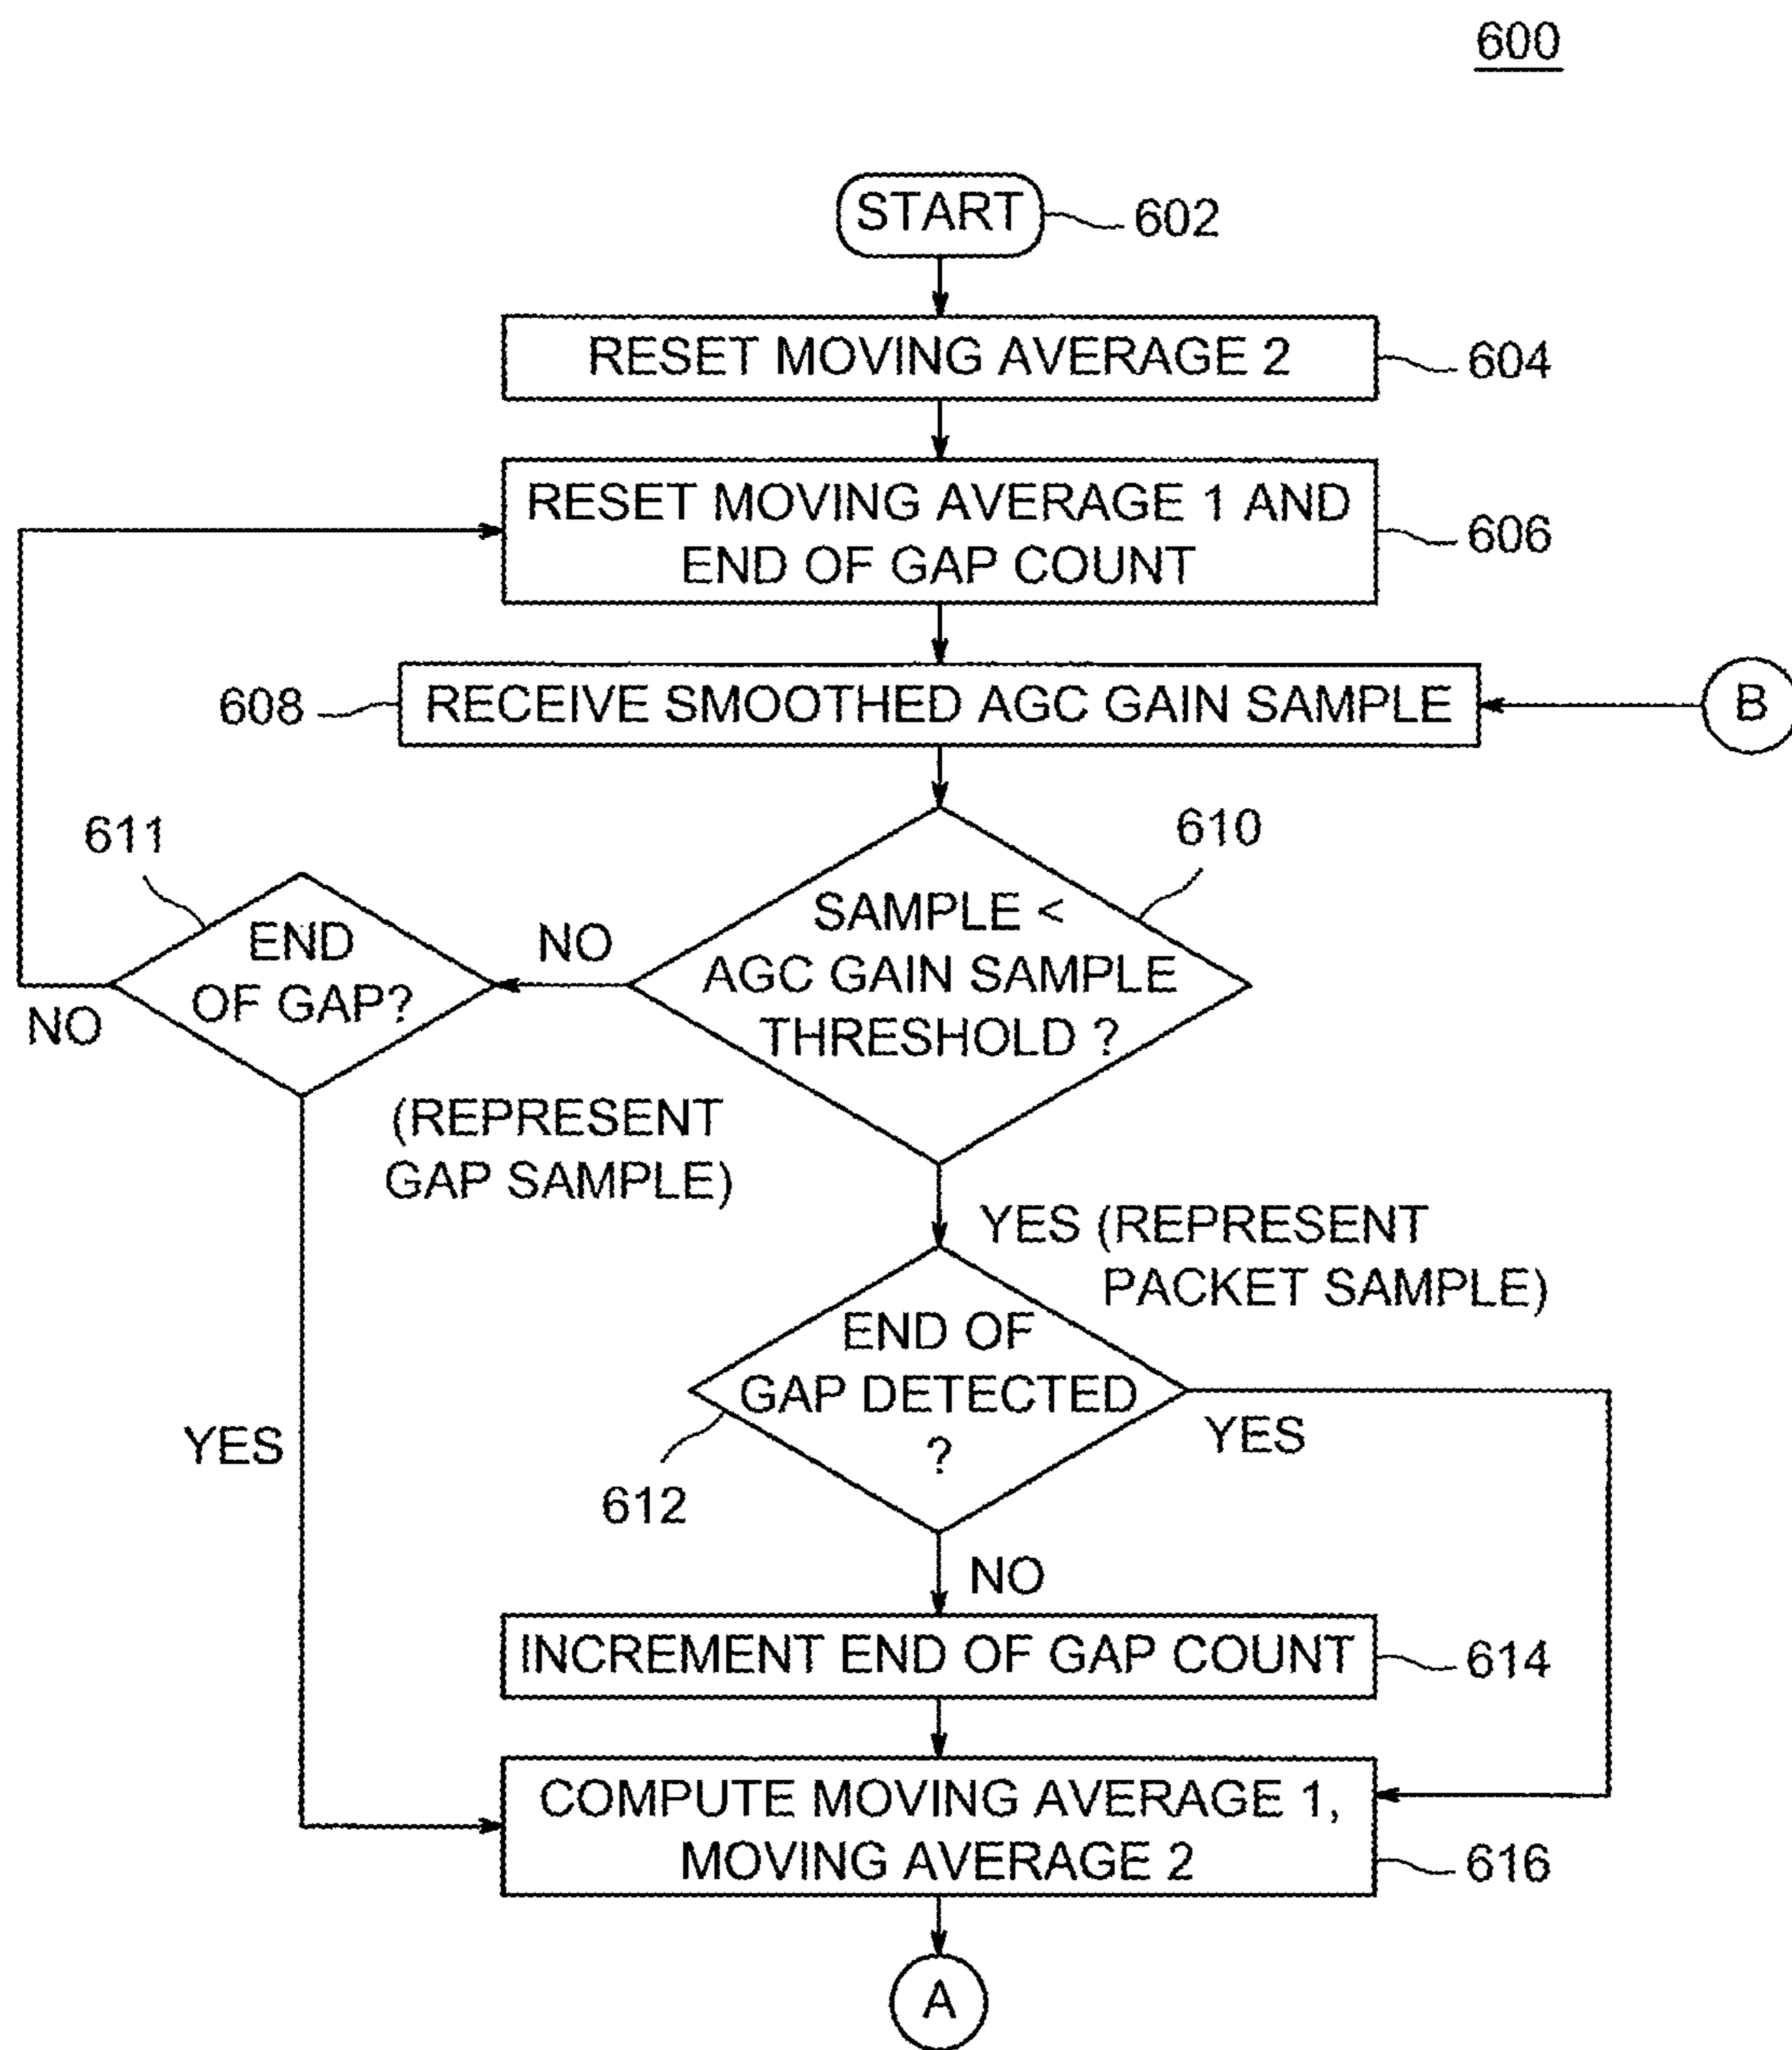 600
START
602
RESET MOVING AVERAGE 2
604
RESET MOVING AVERAGE 1 AND
END OF GAP COUNT
606
608
RECEIVE SMOOTHED AGC GAIN SAMPLE
B
611
610
END
OF GAP?
NO
NO
SAMPLE <
AGC GAIN SAMPLE
THRESHOLD ?
(REPRESENT
GAP SAMPLE)
YES (REPRESENT
PACKET SAMPLE)
END OF
GAP DETECTED
?
YES
YES
612
NO
INCREMENT END OF GAP COUNT
614
COMPUTE MOVING AVERAGE 1,
MOVING AVERAGE 2
616
A